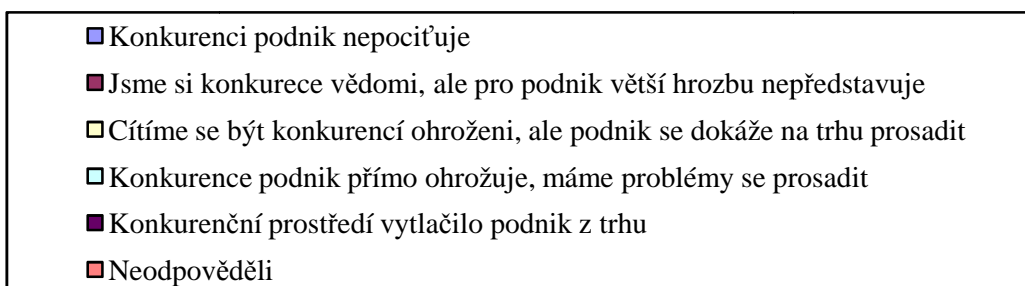 Konkurenci podnik nepociťuje
Jsme si konkurece vědomi, ale pro podnik větší hrozbu nepředstavuje
Cítíme se být konkurencí ohroženi, ale podnik se dokáže na trhu prosadit
Konkurence podnik přímo ohrožuje, máme problémy se prosadit
Konkurenční prostředí vytlačilo podnik z trhu
Neodpověděli